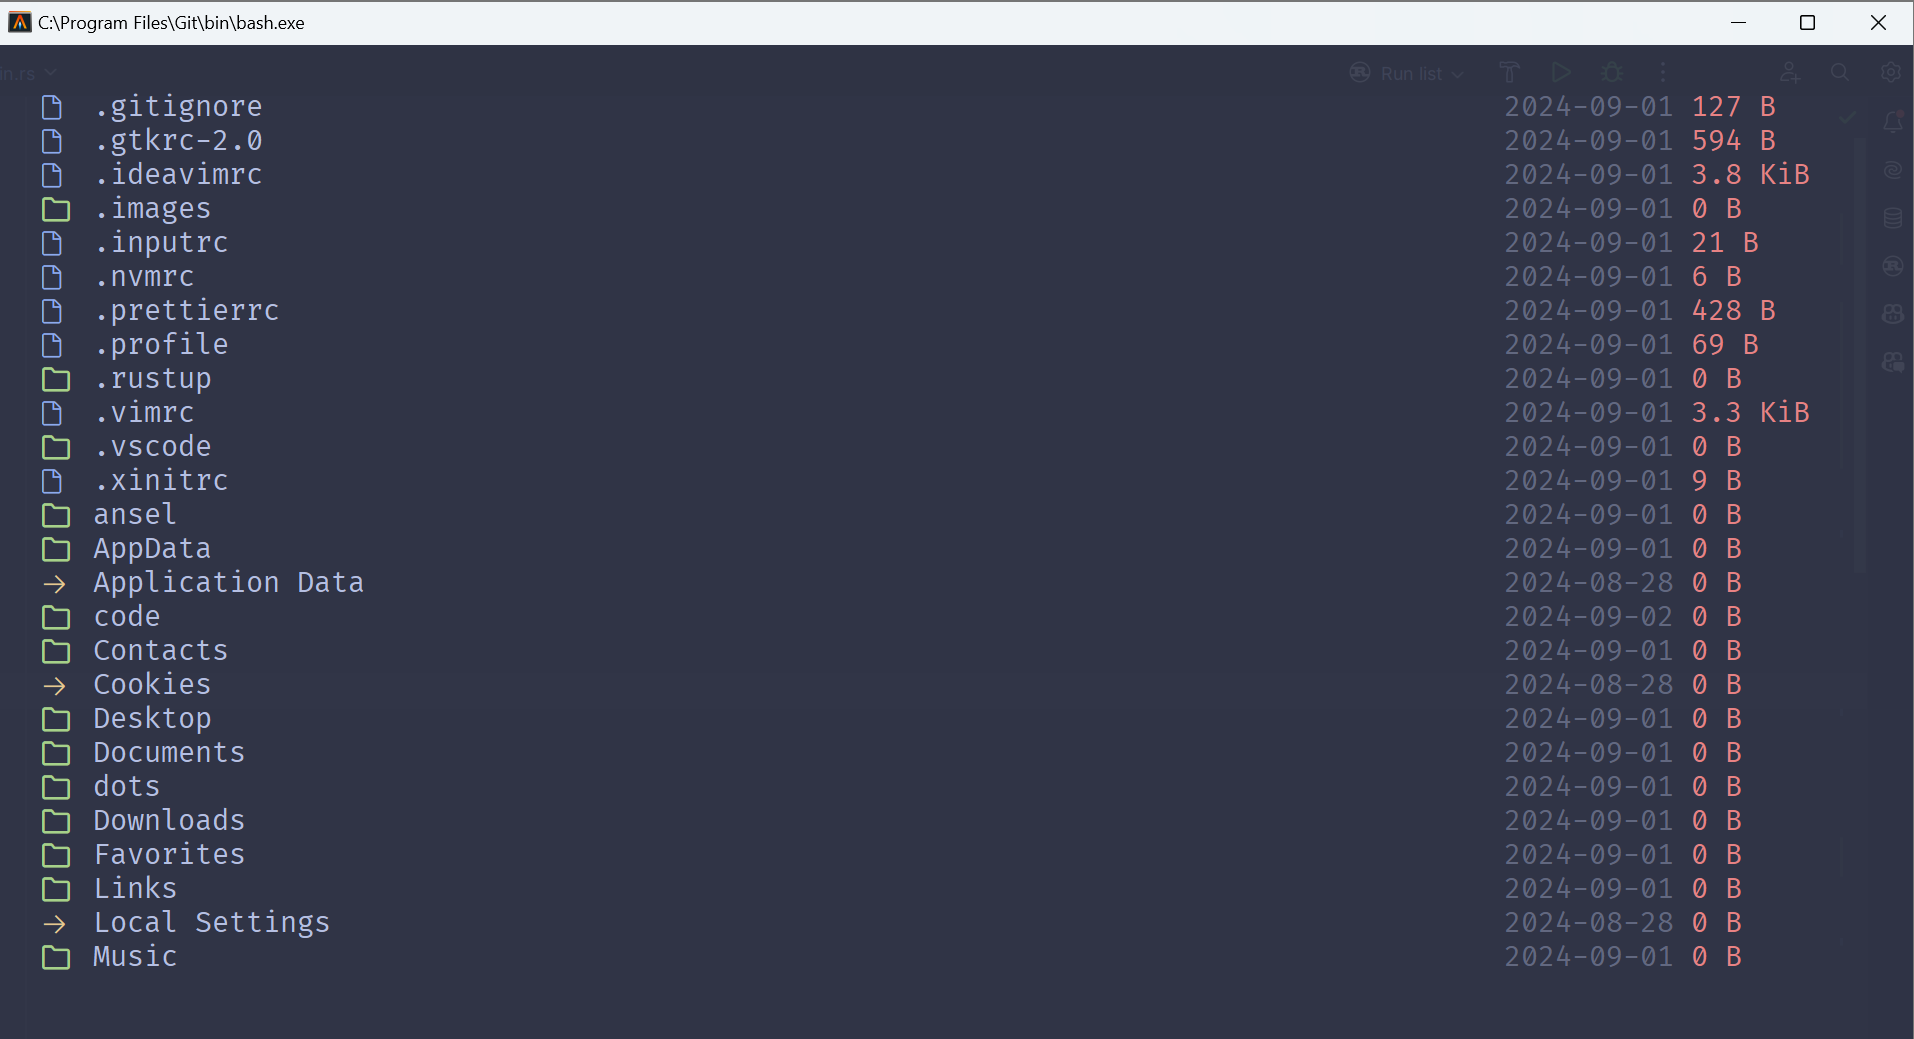 C:\Program Files\Git\bin\bash.exe
in.rs Run list
.gitignore 2024-09-01 127 B
.gtkrc-2.0 2024-09-01 594 B
.ideavimrc 2024-09-01 3.8 KiB
.images 2024-09-01 0 B
.inputrc 2024-09-01 21 B
.nvmrc 2024-09-01 6 B
.prettierrc 2024-09-01 428 B
.profile 2024-09-01 69 B
.rustup 2024-09-01 0 B
.vimrc 2024-09-01 3.3 KiB
.vscode 2024-09-01 0 B
.xinitrc 2024-09-01 9 B
ansel 2024-09-01 0 B
AppData 2024-09-01 0 B
→ Application Data 2024-08-28 0 B
code 2024-09-02 0 B
Contacts 2024-09-01 0 B
→ Cookies 2024-08-28 0 B
Desktop 2024-09-01 0 B
Documents 2024-09-01 0 B
dots 2024-09-01 0 B
Downloads 2024-09-01 0 B
Favorites 2024-09-01 0 B
Links 2024-09-01 0 B
→ Local Settings 2024-08-28 0 B
Music 2024-09-01 0 B